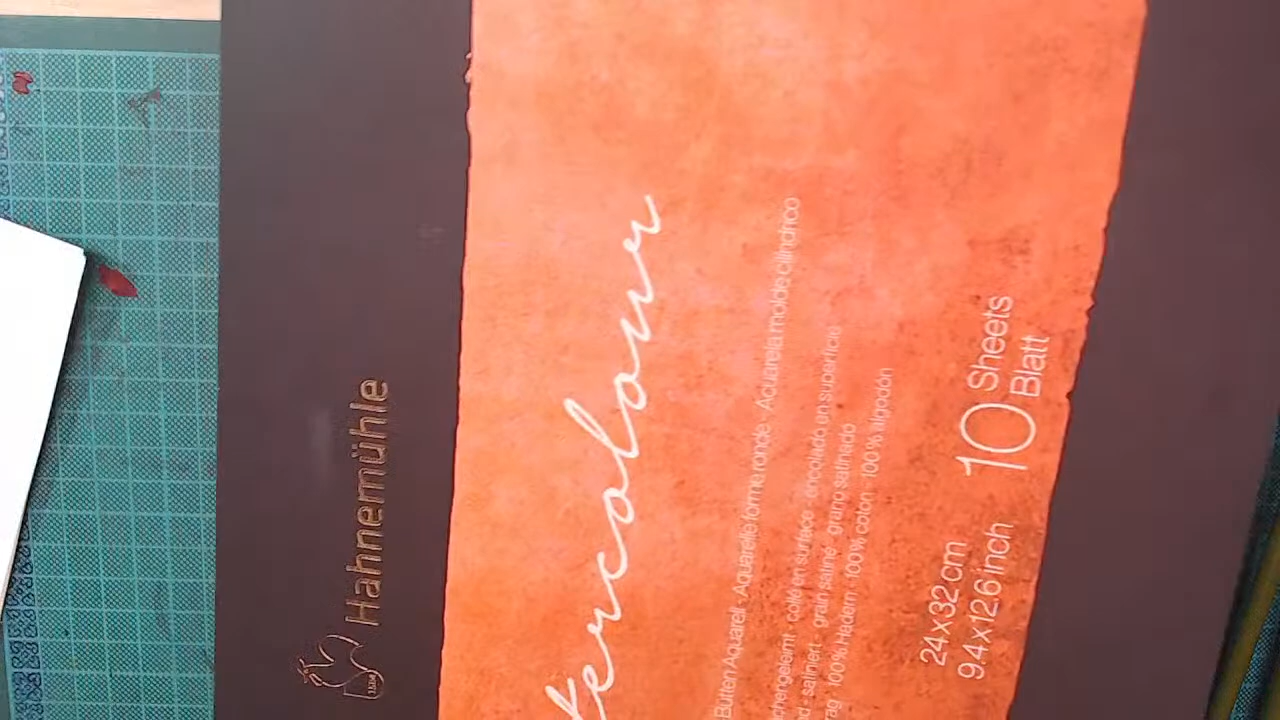 Hahnemühle
tercolour
Bütten Aquarell · Aquarelle forme ronde · Acuarela molde cilíndrico
chengeleimt · collé en surface · encolado en superficie
nd - satiniert - grain satiné · grano satinado
rag · 100% Hadern · 100% coton · 100% algodón
24 x 32 cm
9.4 x 12.6 inch
10 Sheets
Blatt